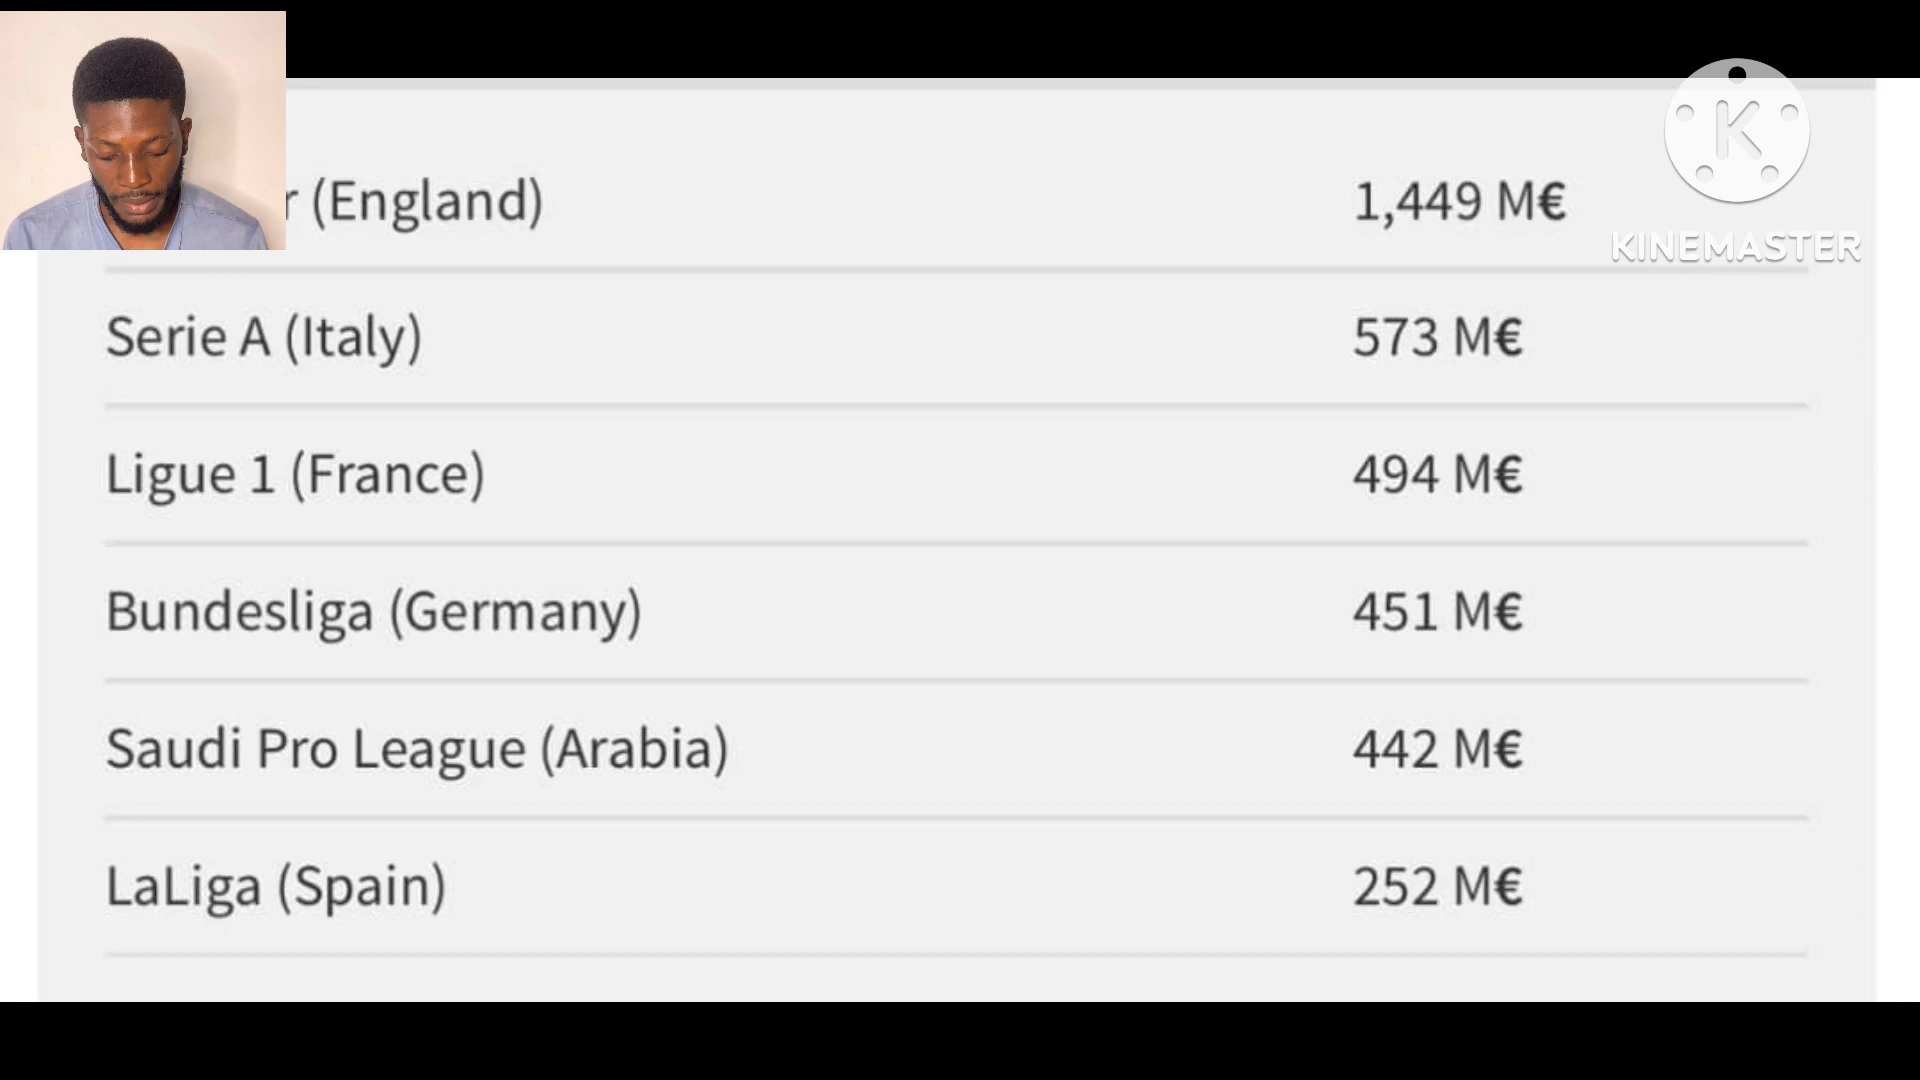 r (England) 1,449 M€
KINEMASTER
Serie A (Italy) 573 M€
Ligue 1 (France) 494 M€
Bundesliga (Germany) 451 M€
Saudi Pro League (Arabia) 442 M€
LaLiga (Spain) 252 M€